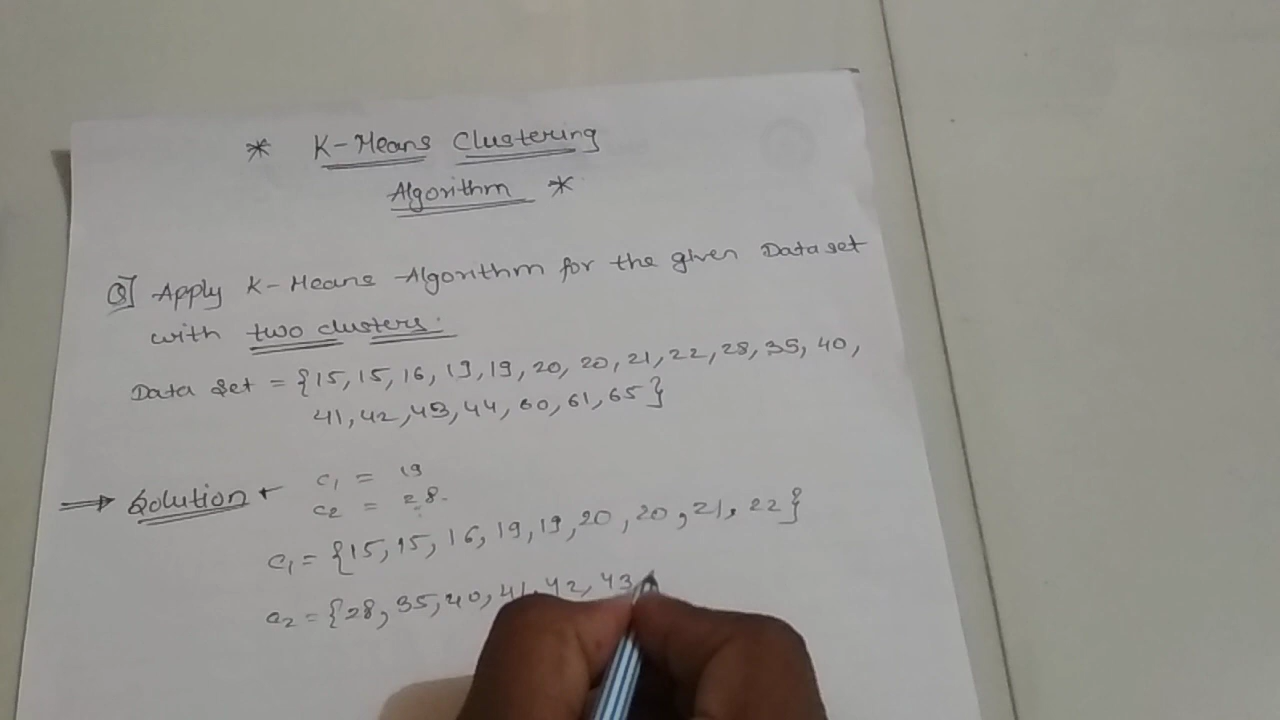 * K-Means Clustering
Algorithm *
Q] Apply K-Means Algorithm for the given Dataset
with two clusters.
Data Set = {15, 15, 16, 19, 19, 20, 20, 21, 22, 28, 35, 40,
41, 42, 43, 44, 60, 61, 65}
⇒ Solution
c₁ = 19
c₂ = 28.
c₁ = {15, 15, 16, 19, 19, 20, 20, 21, 22}
c₂ = {28, 35, 40, 41, 42, 43